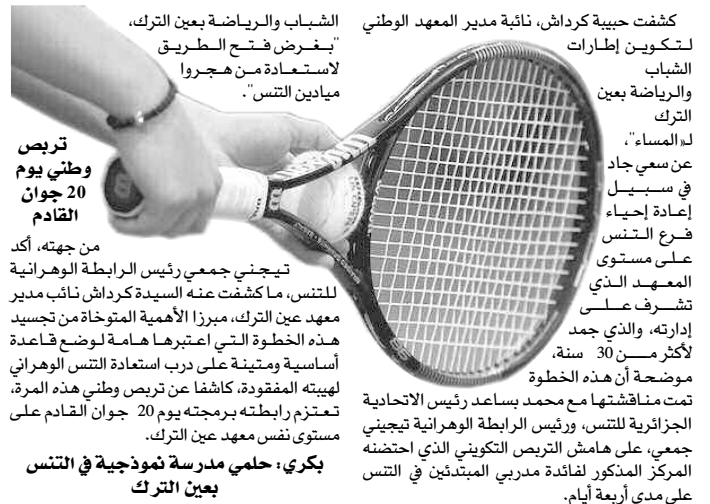 كشفت حبيبة كرداش، نائبة مدير المعهد الوطني
لتكوين إطارات
الشباب
والرياضة بعين
الترك
لـ«المساء"،
عن سعي جاد
في سبيل
إعادة إحياء
فرع التنس
على مستوى
المعهد الذي
تشرف على
إدارته، والذي جمد
لأكثر من 30 سنة،
موضحة أن هذه الخطوة
تمت مناقشتها مع محمد بساعد رئيس الاتحادية
الجزائرية للتنس، ورئيس الرابطة الوهرانية تيجيني
جمعي، على هامش التربص التكويني الذي احتضنه
المركز المذكور لفائدة مدربي المبتدئين في التنس
على مدى أربعة أيام.
الشباب والرياضة بعين الترك،
"بغرض فتح الطريق
لاستعادة من هجروا
ميادين التنس".
تربص
وطني يوم
20 جوان
القادم
من جهته، أكد
تيجني جمعي رئيس الرابطة الوهرانية
للتنس، ما كشفت عنه السيدة كرداش نائب مدير
معهد عين الترك، مبرزا الأهمية المتوخاة من تجسيد
هذه الخطوة التي اعتبرها هامة لوضع قاعدة
أساسية ومتينة على درب استعادة التنس الوهراني
لهيبته المفقودة، كاشفا عن تربص وطني هذه المرة،
تعتزم رابطته برمجته يوم 20 جوان القادم على
مستوى نفس معهد عين الترك.
بكري: حلمي مدرسة نموذجية في التنس
بعين الترك